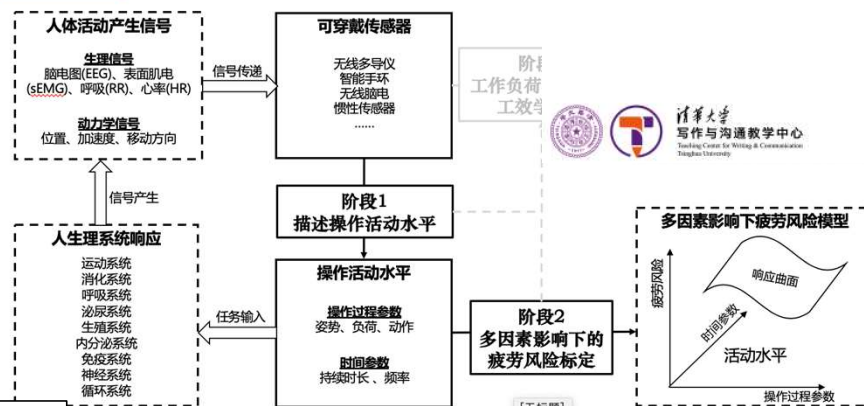 人体活动产生信号
生理信号
脑电图(EEG)、表面肌电
(sEMG)、呼吸(RR)、心率(HR)
动力学信号
位置、加速度、移动方向
信号传递
可穿戴传感器
无线多导仪
智能手环
无线脑电
惯性传感器
......
工作负荷
工效学
清华大学
写作与沟通教学中心
Teaching Center for Writing & Communication
Tsinghua University
信号产生
阶段1
描述操作活动水平
人生理系统响应
运动系统
消化系统
呼吸系统
泌尿系统
生殖系统
内分泌系统
免疫系统
神经系统
循环系统
任务输入
操作活动水平
操作过程参数
姿势、负荷、动作
时间参数
持续时长、频率
阶段2
多因素影响下的
疲劳风险标定
多因素影响下疲劳风险模型
疲劳风险
响应曲面
时间参数
活动水平
操作过程参数